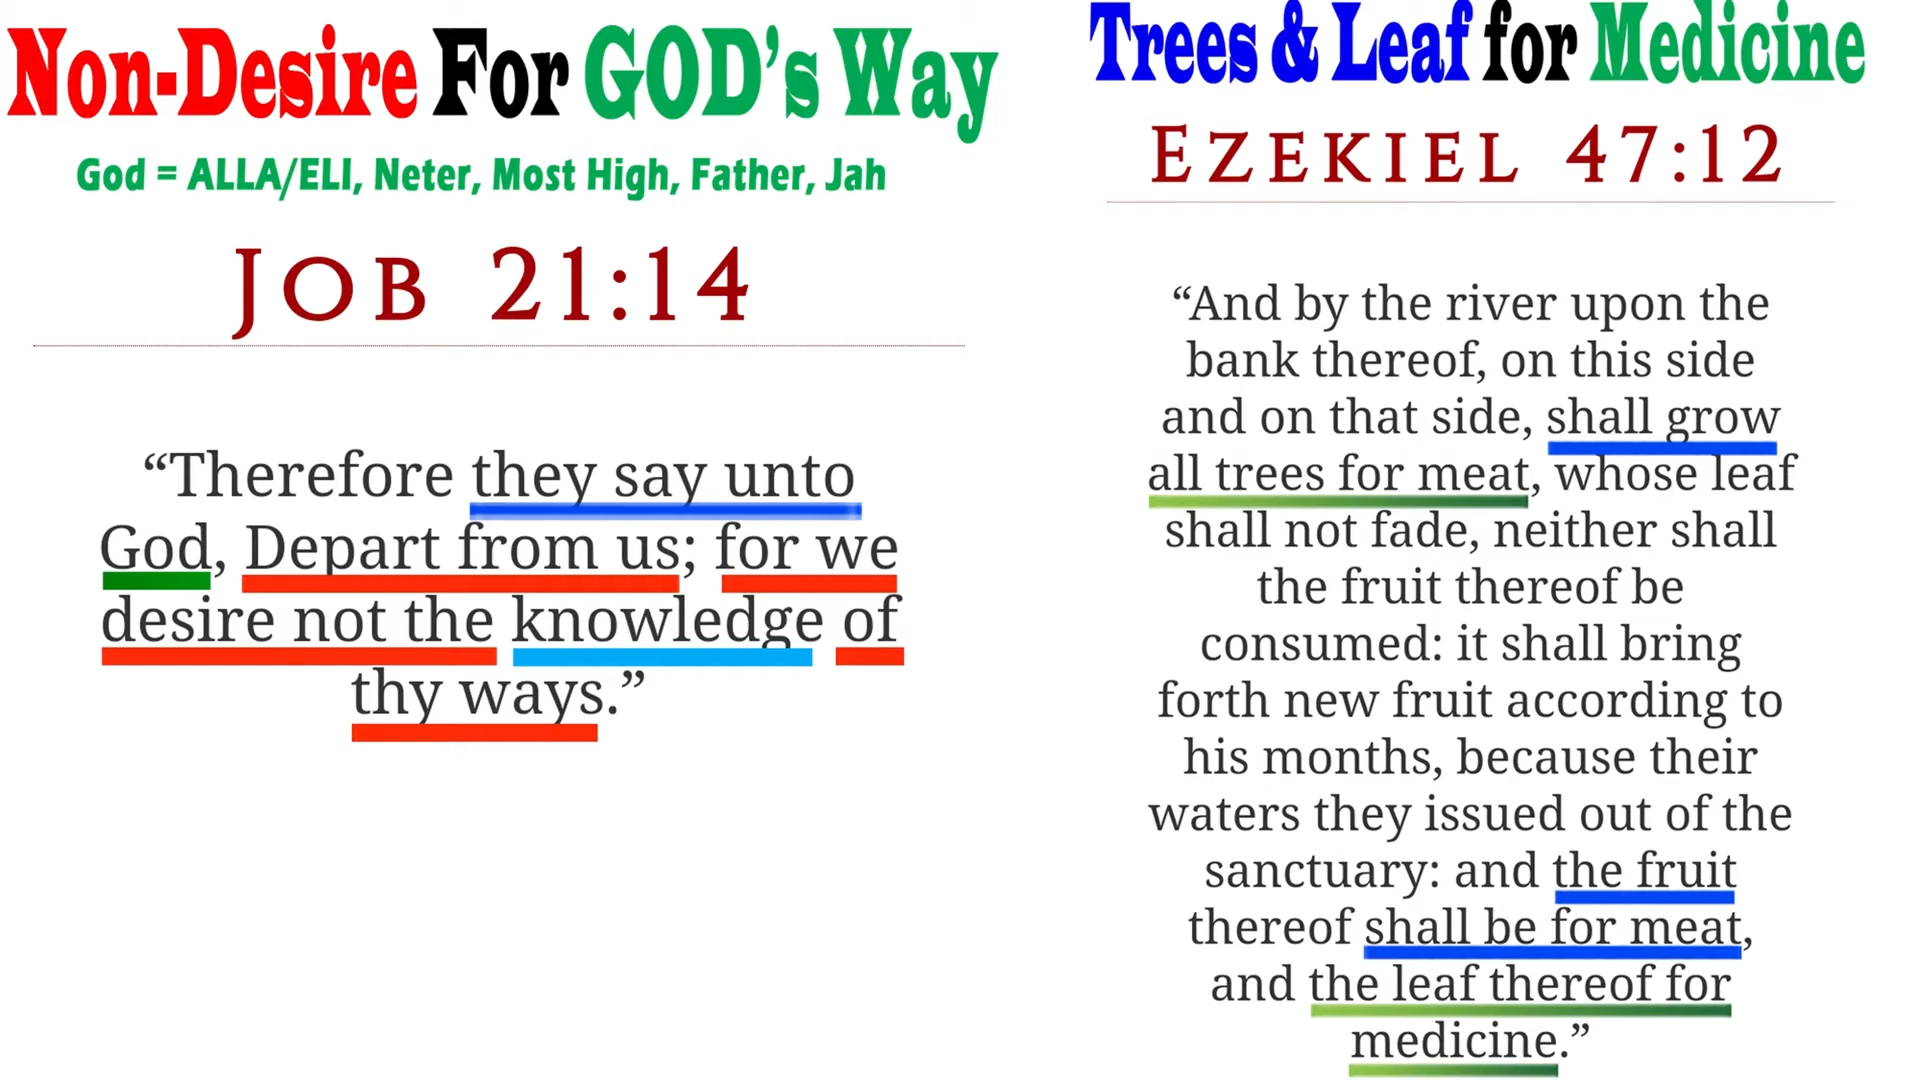 Non-Desire For GOD's Way
God = ALLA/ELI, Neter, Most High, Father, Jah
JOB 21:14
“Therefore they say unto
God, Depart from us; for we
desire not the knowledge of
thy ways.”
Trees & Leaf for Medicine
EZEKIEL 47:12
“And by the river upon the
bank thereof, on this side
and on that side, shall grow
all trees for meat, whose leaf
shall not fade, neither shall
the fruit thereof be
consumed: it shall bring
forth new fruit according to
his months, because their
waters they issued out of the
sanctuary: and the fruit
thereof shall be for meat,
and the leaf thereof for
medicine.”